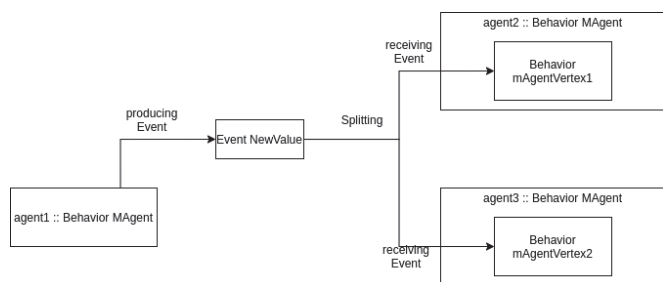 agent2 :: Behavior MAgent
receiving
Event
Behavior
mAgentVertex1
producing
Event
Event NewValue
Splitting
agent1 :: Behavior MAgent
agent3 :: Behavior MAgent
Behavior
mAgentVertex2
receiving
Event